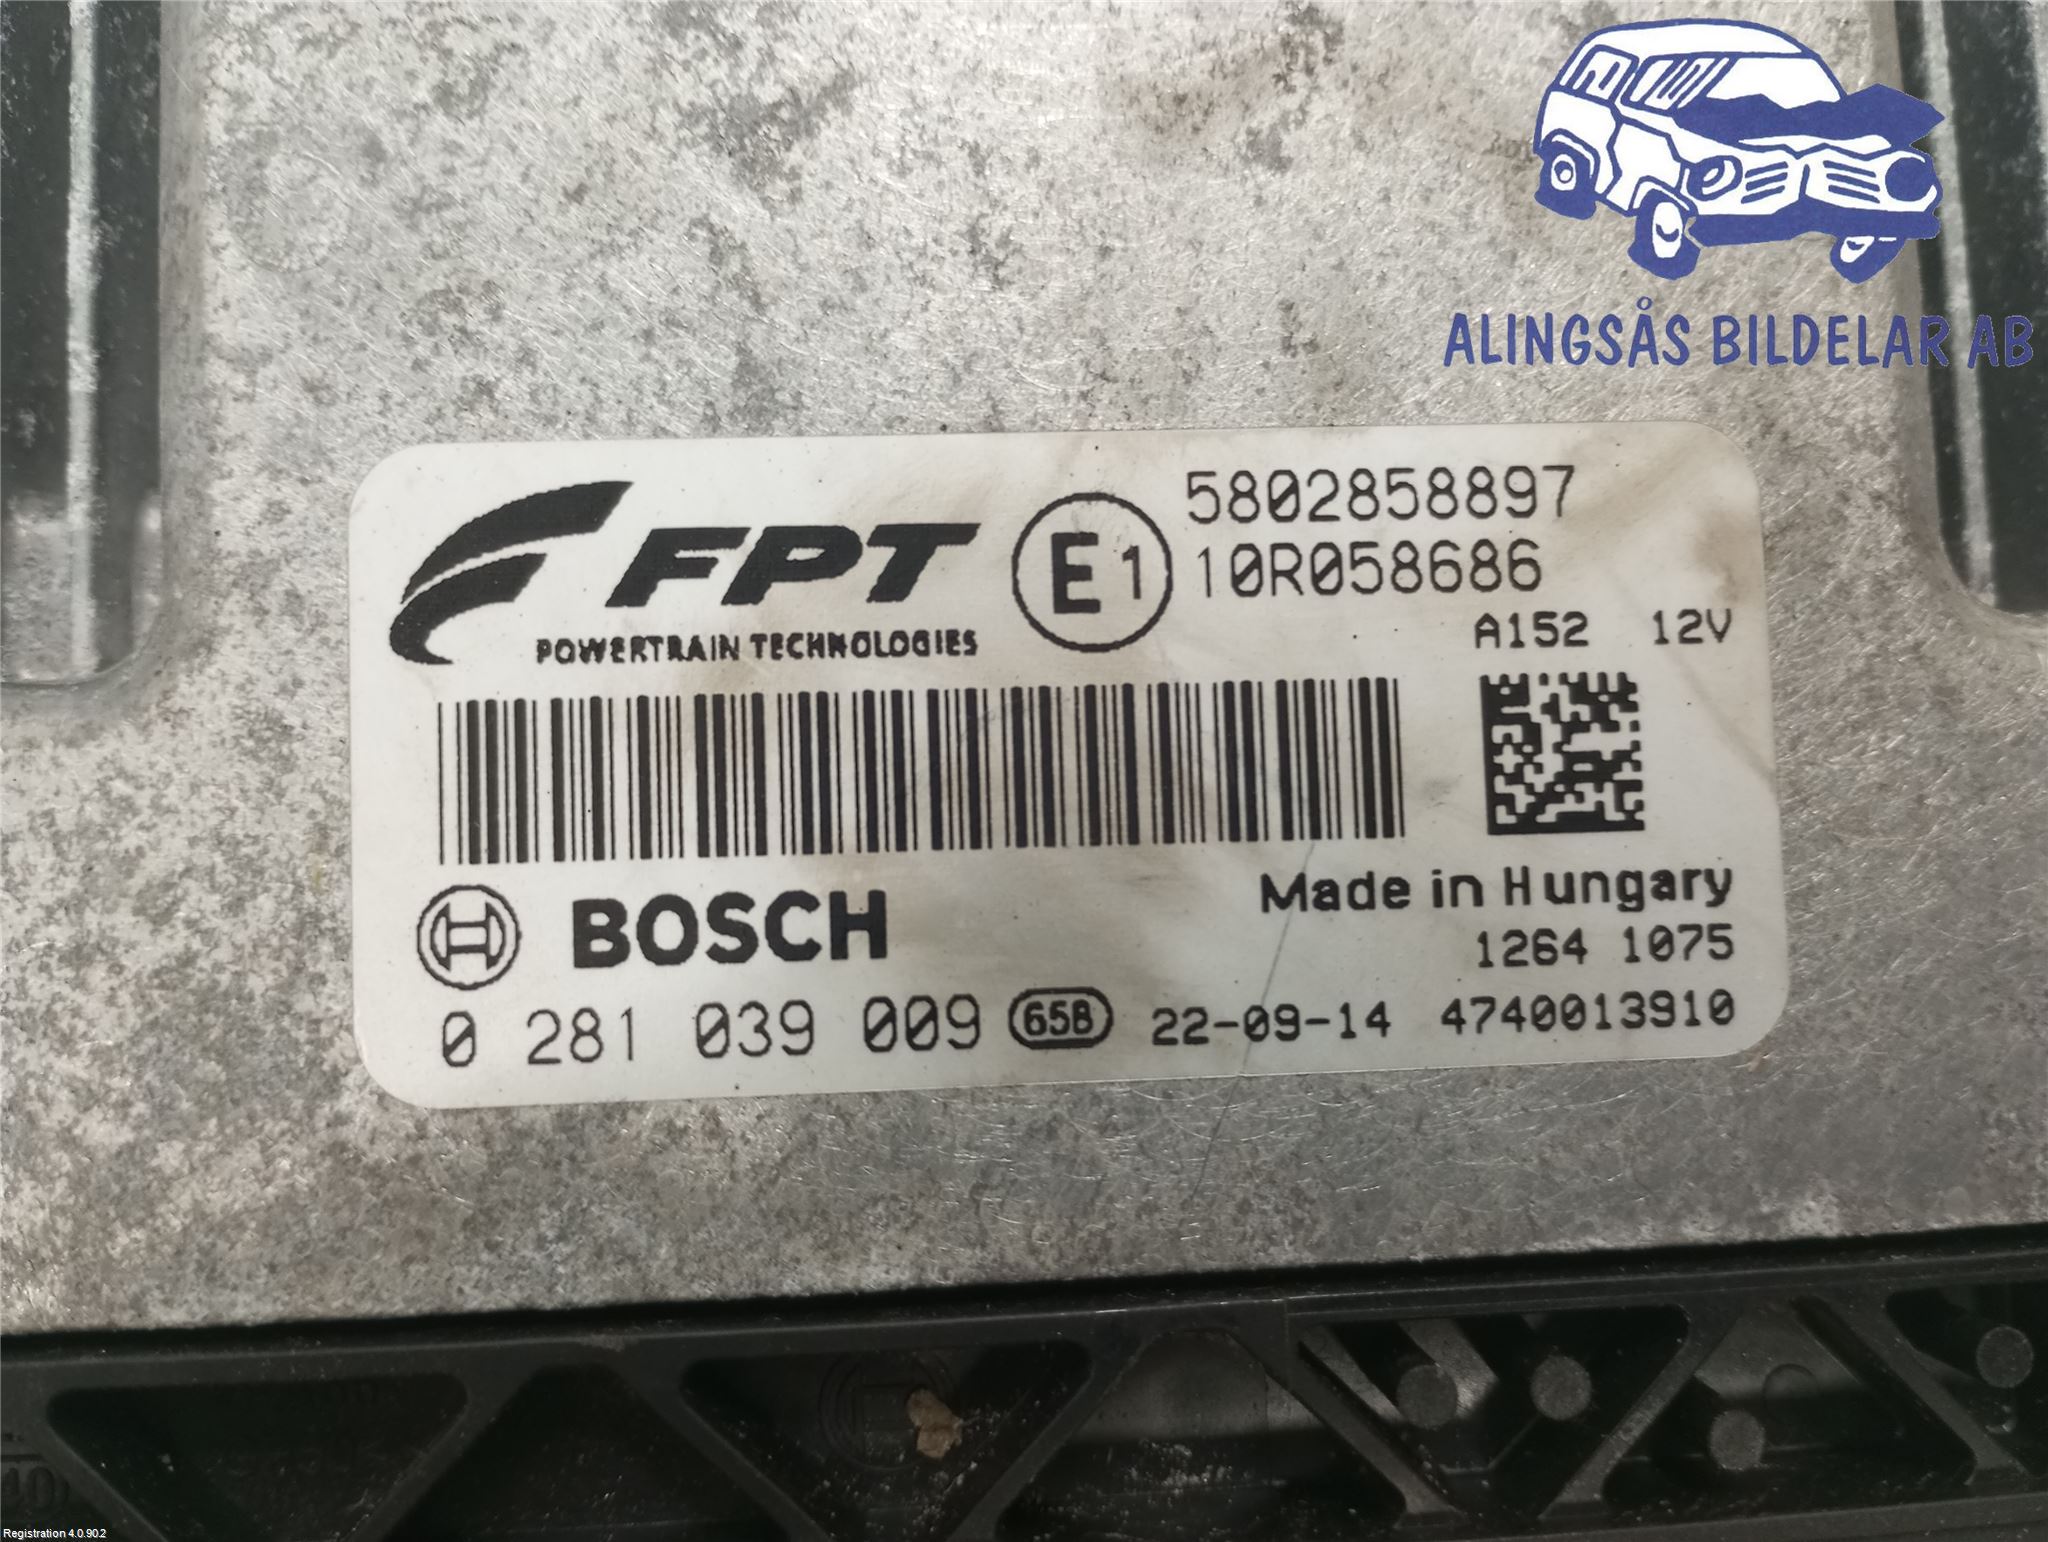 ALINGSÅS BILDELAR AB
FPT
POWERTRAIN TECHNOLOGIES
E1
5802858897
10R058686
A152 12V
BOSCH
Made in Hungary
1264 1075
0 281 039 009 65B 22-09-14 4740013910
Registration 4.0.90.2